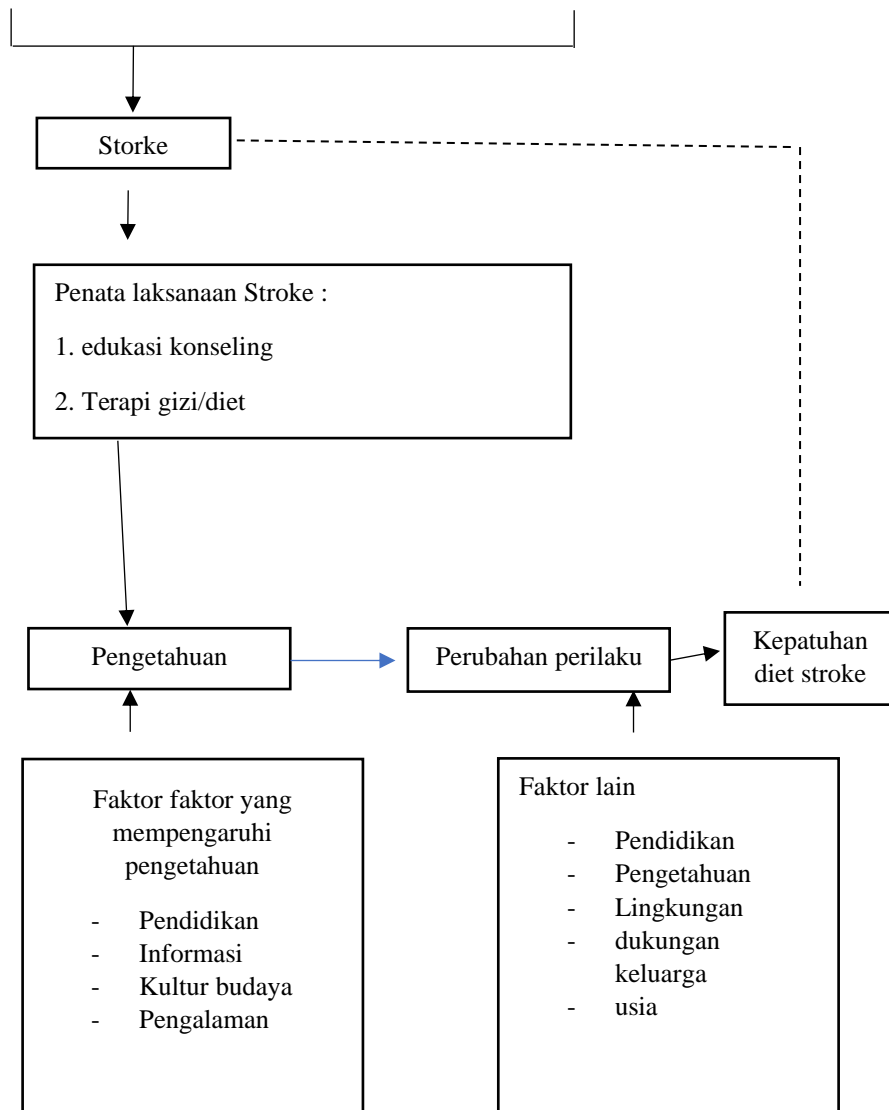 Storke
Penata laksanaan Stroke :
1. edukasi konseling
2. Terapi gizi/diet
Pengetahuan
Perubahan perilaku
Kepatuhan
diet stroke
Faktor faktor yang
mempengaruhi
pengetahuan
- Pendidikan
- Informasi
- Kultur budaya
- Pengalaman
Faktor lain
- Pendidikan
- Pengetahuan
- Lingkungan
- dukungan
keluarga
- usia